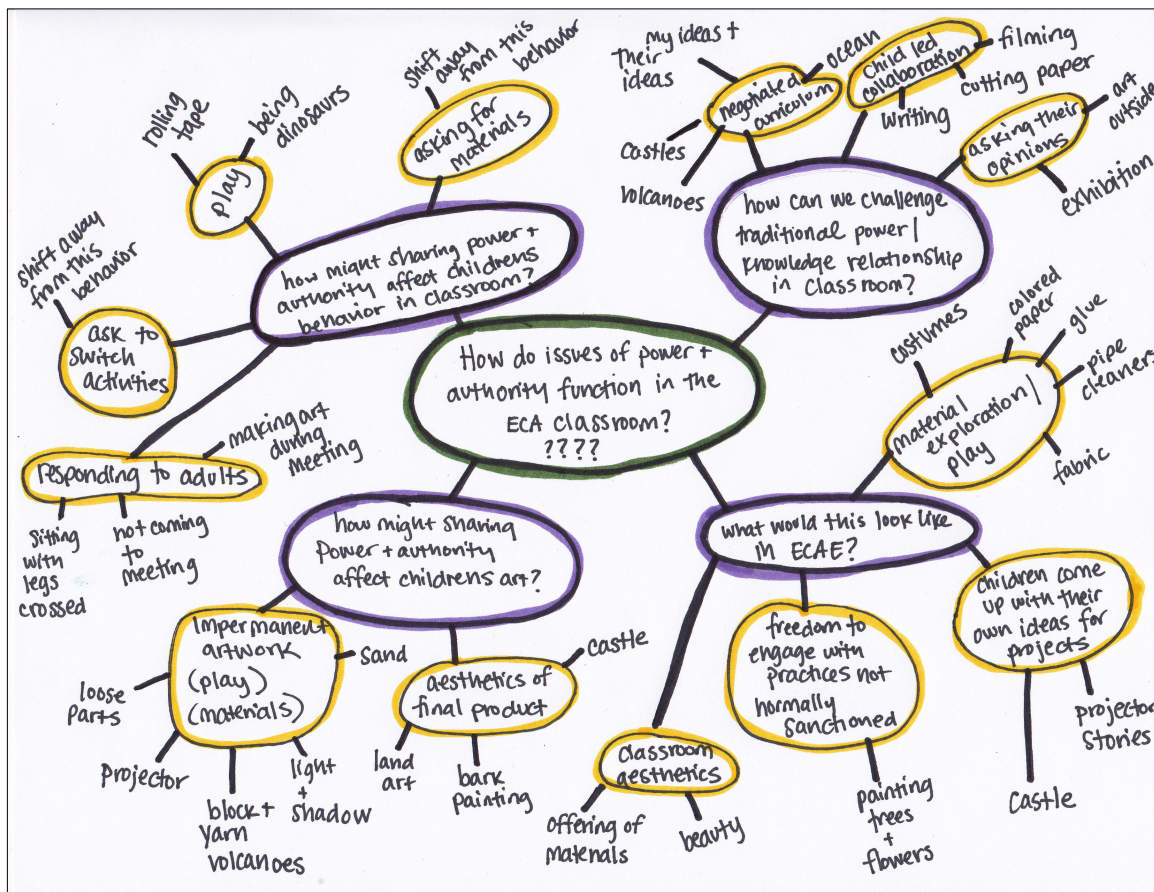 shift
away
from this
behavior
asking for
materials
rolling
tape
being
dinosaurs
play
shift away
from this
behavior
ask to
switch
activities
how might sharing power +
authority affect childrens
behavior in classroom?
responding to adults
making art
during
meeting
Sitting
with
legs
crossed
not coming
to
meeting
my ideas +
Their
ideas
ocean
negotiated
curriculum
castles
volcanoes
child led
collaboration
filming
cutting paper
writing
asking their
opinions
art
outside
exhibition
how can we challenge
traditional power/
knowledge relationship
in classroom?
How do issues of power +
authority function in the
ECA classroom?
????
costumes
colored
paper
glue
pipe
cleaners
fabric
material
exploration/
play
what would this look like
in ECAE?
children come
up with their
own ideas for
projects
projector
stories
castle
freedom to
engage with
practices not
normally
sanctioned
painting
trees
+
flowers
classroom
aesthetics
offering of
materials
beauty
how might sharing
power + authority
affect childrens art?
impermanent
artwork
(play)
(materials)
sand
loose
parts
projector
block +
yarn
volcanoes
light
+
shadow
aesthetics of
final product
castle
land
art
bark
painting